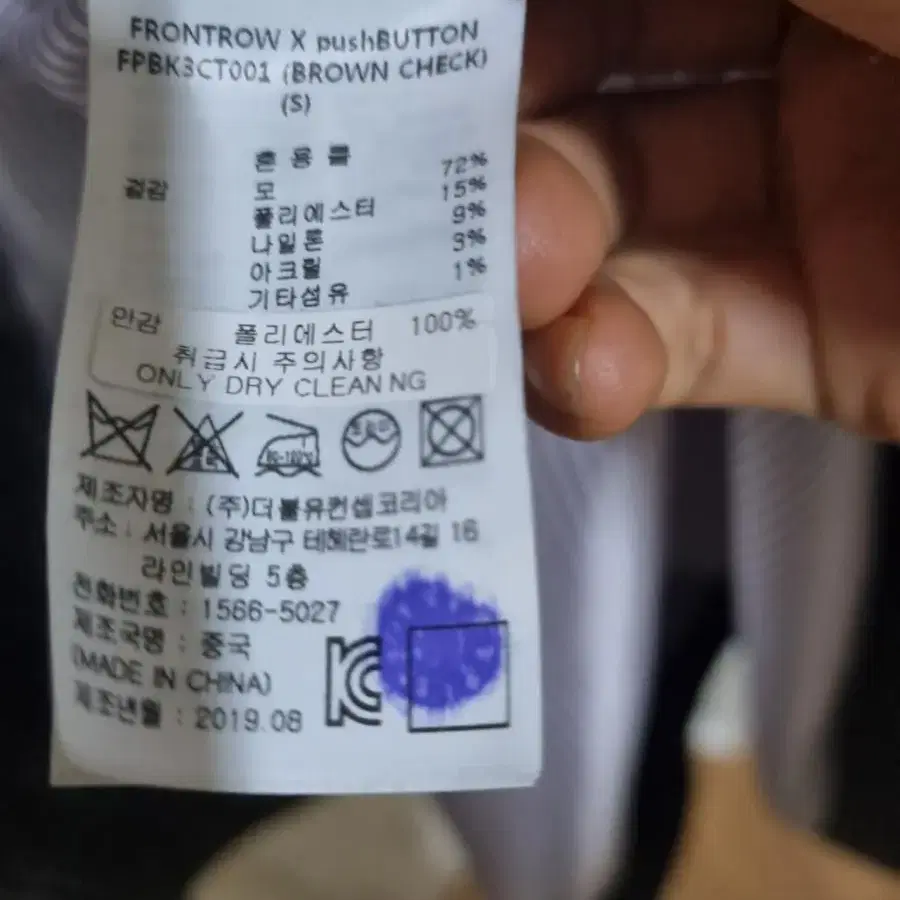 FRONTROW X pushBUTTON
FPBK3CT001 (BROWN CHECK)
(S)
혼 용 률
겉감 모 72%
폴리에스터 15%
나일론 9%
아크릴 3%
기타섬유 1%
안감 폴리에스터 100%
취급시 주의사항
ONLY DRY CLEAN NG
80~120℃
제조자명 : (주)더블유컨셉코리아
주소 : 서울시 강남구 테헤란로14길 16
라인빌딩 5층
전화번호 : 1566-5027
제조국명 : 중국
(MADE IN CHINA)
제조년월 : 2019.08